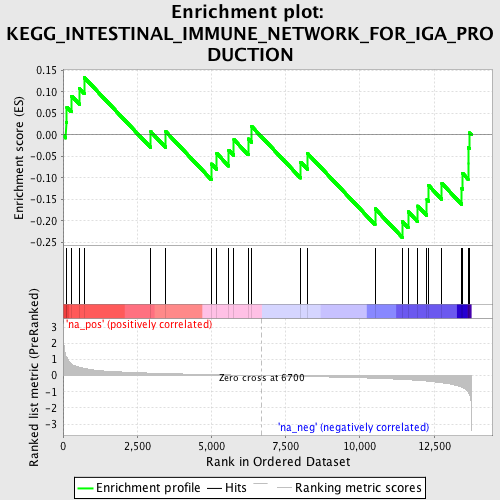 Enrichment plot:
KEGG_INTESTINAL_IMMUNE_NETWORK_FOR_IGA_PRO
DUCTION
Enrichment score (ES)
0.15
0.10
0.05
0.00
-0.05
-0.10
-0.15
-0.20
-0.25
'na_pos' (positively correlated)
Ranked list metric (PreRanked)
3
2
1
0
-1
-2
-3
Zero cross at 6700
'na_neg' (negatively correlated)
0
2,500
5,000
7,500
10,000
12,500
Rank in Ordered Dataset
Enrichment profile
Hits
Ranking metric scores